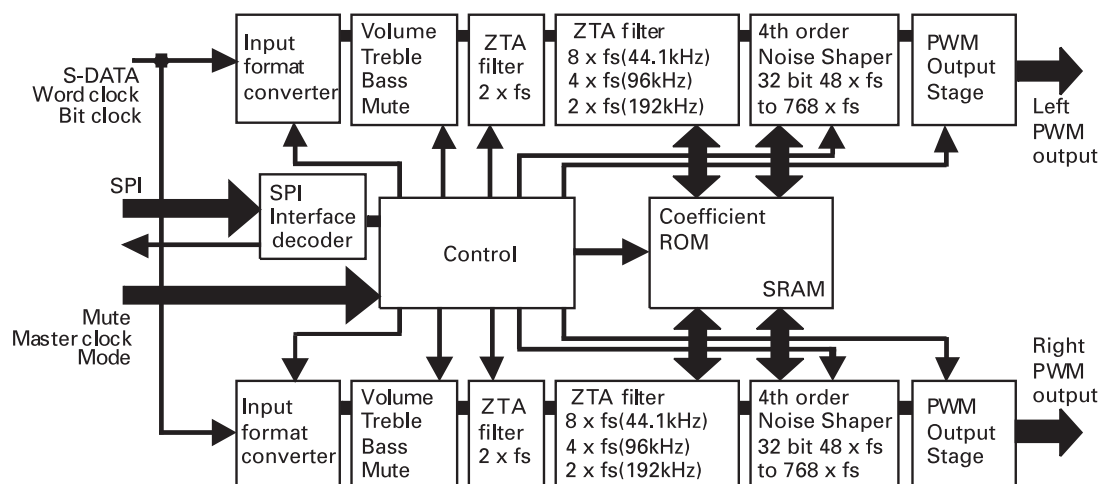 S-DATA
Word clock
Bit clock
Input
format
converter
Volume
Treble
Bass
Mute
ZTA
filter
2 x fs
ZTA filter
8 x fs(44.1kHz)
4 x fs(96kHz)
2 x fs(192kHz)
4th order
Noise Shaper
32 bit 48 x fs
to 768 x fs
PWM
Output
Stage
Left
PWM
output
SPI
SPI
Interface
decoder
Control
Coefficient
ROM
SRAM
Mute
Master clock
Mode
Input
format
converter
Volume
Treble
Bass
Mute
ZTA
filter
2 x fs
ZTA filter
8 x fs(44.1kHz)
4 x fs(96kHz)
2 x fs(192kHz)
4th order
Noise Shaper
32 bit 48 x fs
to 768 x fs
PWM
Output
Stage
Right
PWM
output